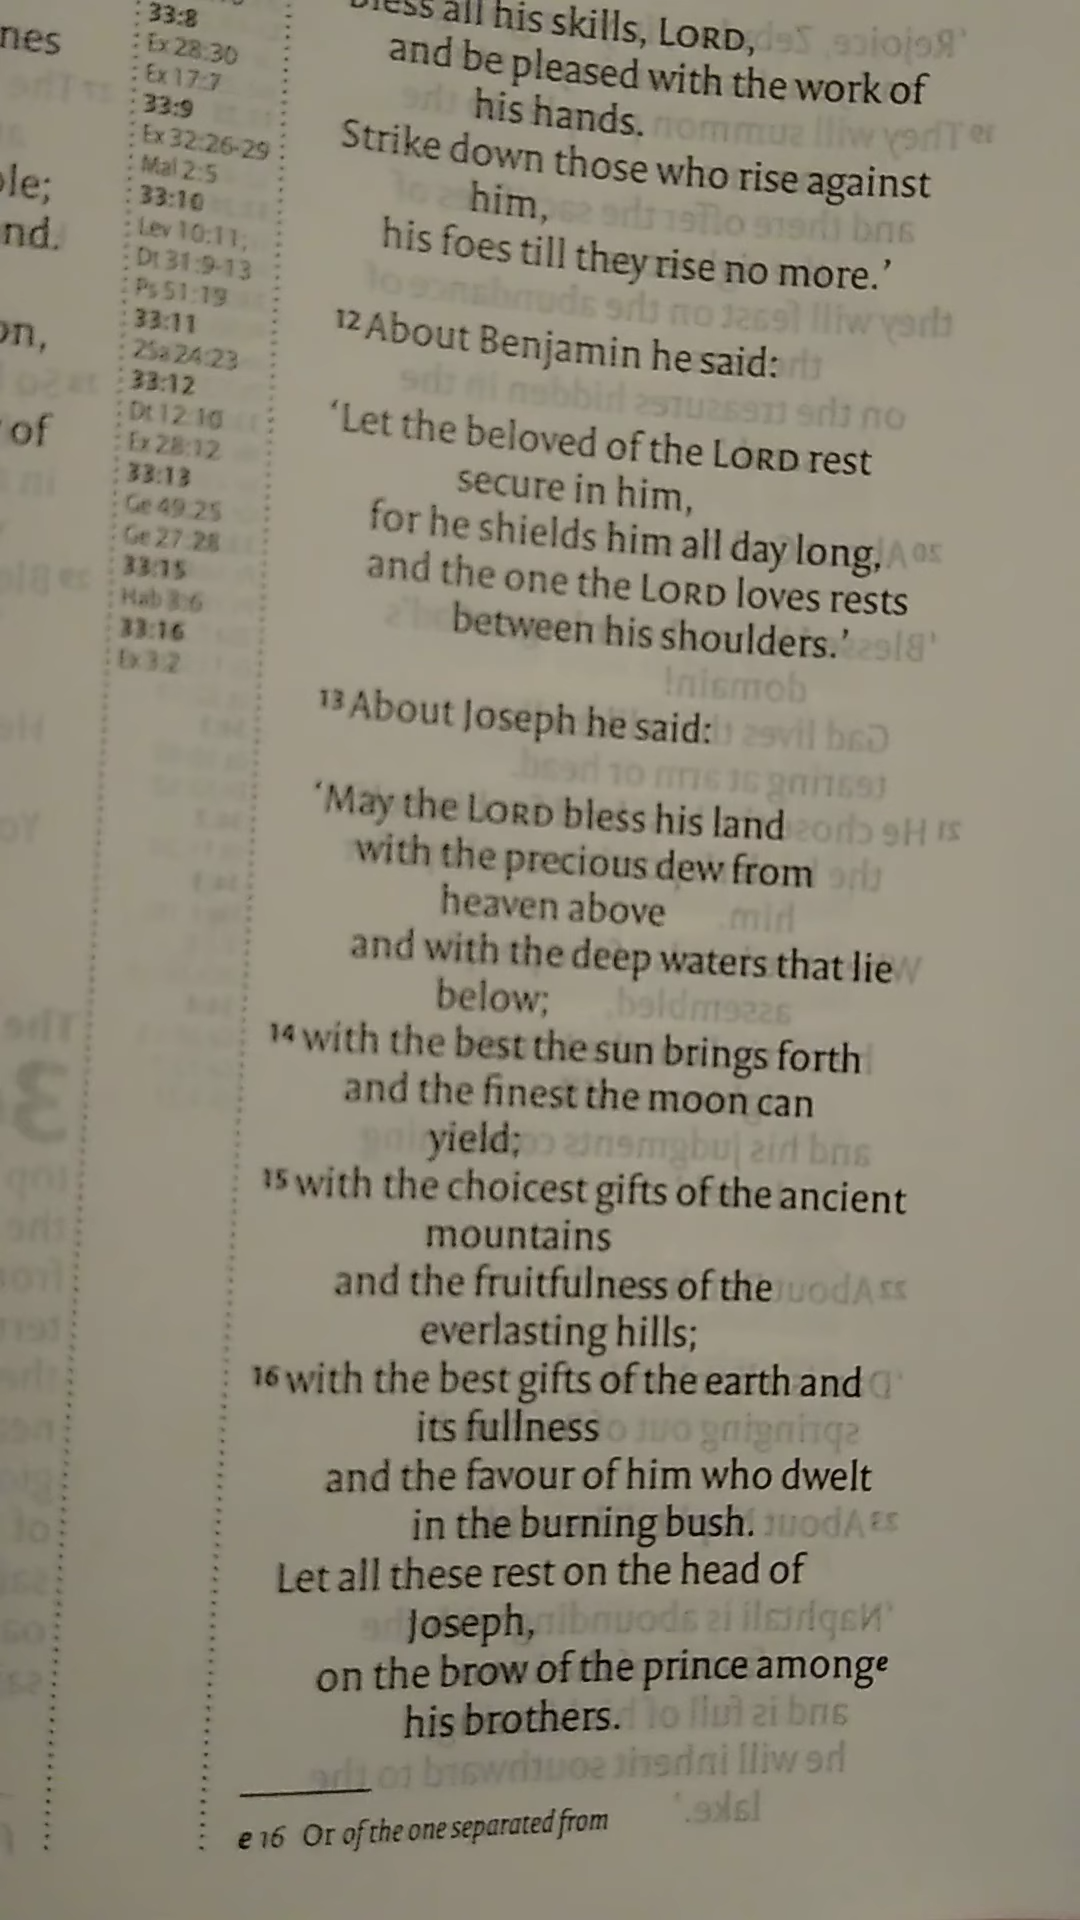 nes
ole;
nd.
on,
of
33:8
Ex 28:30
Ex 17:7
33:9
Ex 32:26-29
Mal 2:5
33:10
Lev 10:11;
Dt 31:9-13
Ps 51:19
33:11
2Sa 24:23
33:12
Dt 12:10
Ex 28:12
33:13
Ge 49:25
Ge 27:28
33:15
Hab 3:6
33:16
Ex 3:2
Bless all his skills, LORD,
and be pleased with the work of
his hands.
Strike down those who rise against
him,
his foes till they rise no more.’
12 About Benjamin he said:
‘Let the beloved of the LORD rest
secure in him,
for he shields him all day long,
and the one the LORD loves rests
between his shoulders.’
13 About Joseph he said:
‘May the LORD bless his land
with the precious dew from
heaven above
and with the deep waters that lie
below;
14 with the best the sun brings forth
and the finest the moon can
yield;
15 with the choicest gifts of the ancient
mountains
and the fruitfulness of the
everlasting hills;
16 with the best gifts of the earth and
its fullness
and the favour of him who dwelt
in the burning bush.
Let all these rest on the head of
Joseph,
on the brow of the prince among e
his brothers.
e 16 Or of the one separated from